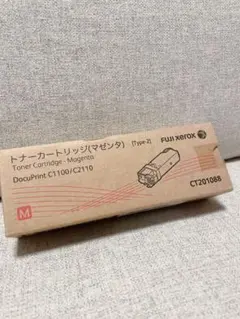 FUJI xerox
トナーカートリッジ(マゼンタ) [Type 2]
Toner Cartridge - Magenta
DocuPrint C1100/C2110
CT201088
M